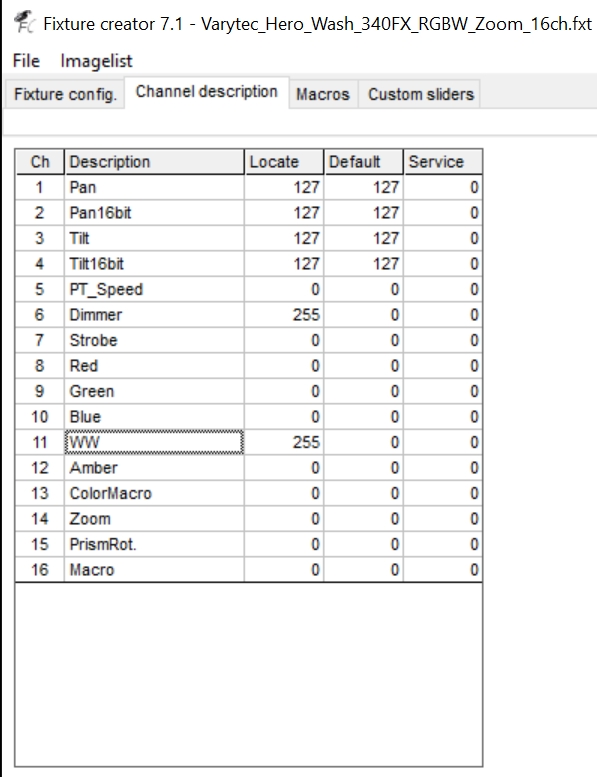 Fixture creator 7.1 - Varytec_Hero_Wash_340FX_RGBW_Zoom_16ch.fxt
File Imagelist
Fixture config. Channel description Macros Custom sliders
Ch Description Locate Default Service
1 Pan 127 127 0
2 Pan16bit 127 127 0
3 Tilt 127 127 0
4 Tilt16bit 127 127 0
5 PT_Speed 0 0 0
6 Dimmer 255 0 0
7 Strobe 0 0 0
8 Red 0 0 0
9 Green 0 0 0
10 Blue 0 0 0
11 WW 255 0 0
12 Amber 0 0 0
13 ColorMacro 0 0 0
14 Zoom 0 0 0
15 PrismRot. 0 0 0
16 Macro 0 0 0